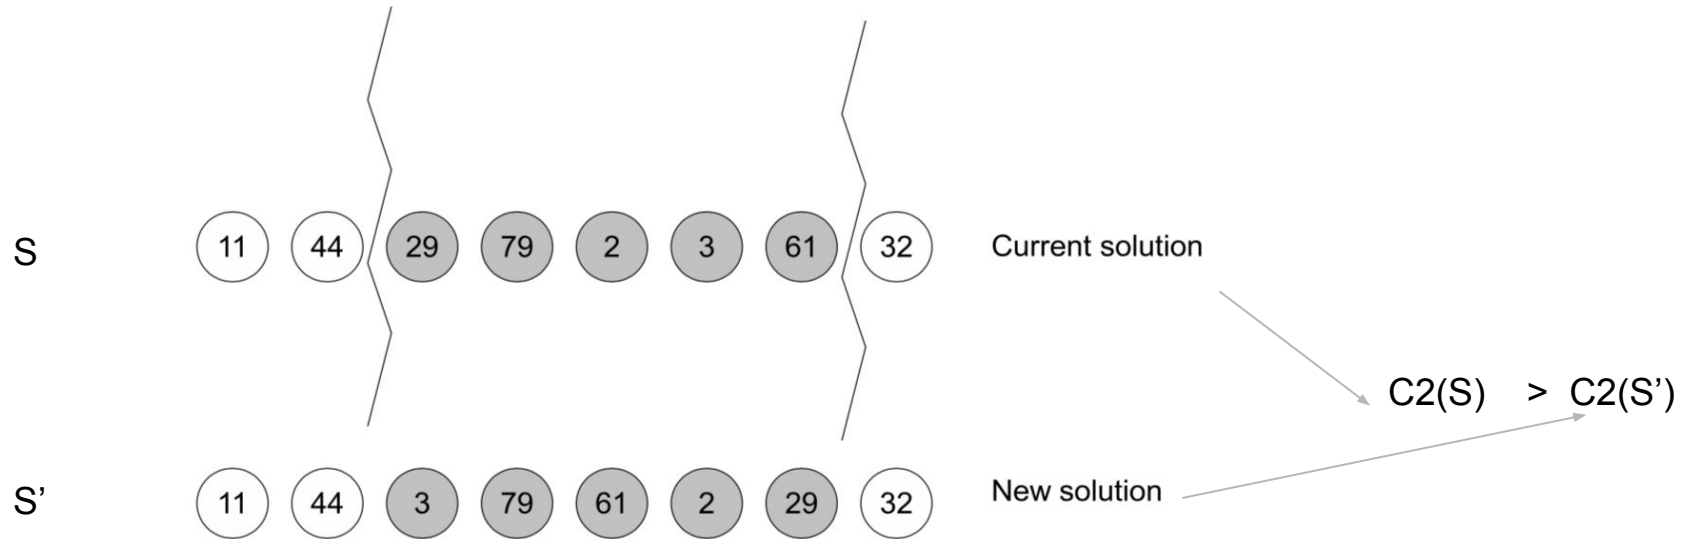 S 11 44 29 79 2 3 61 32 Current solution
C2(S) > C2(S’)
S’ 11 44 3 79 61 2 29 32 New solution